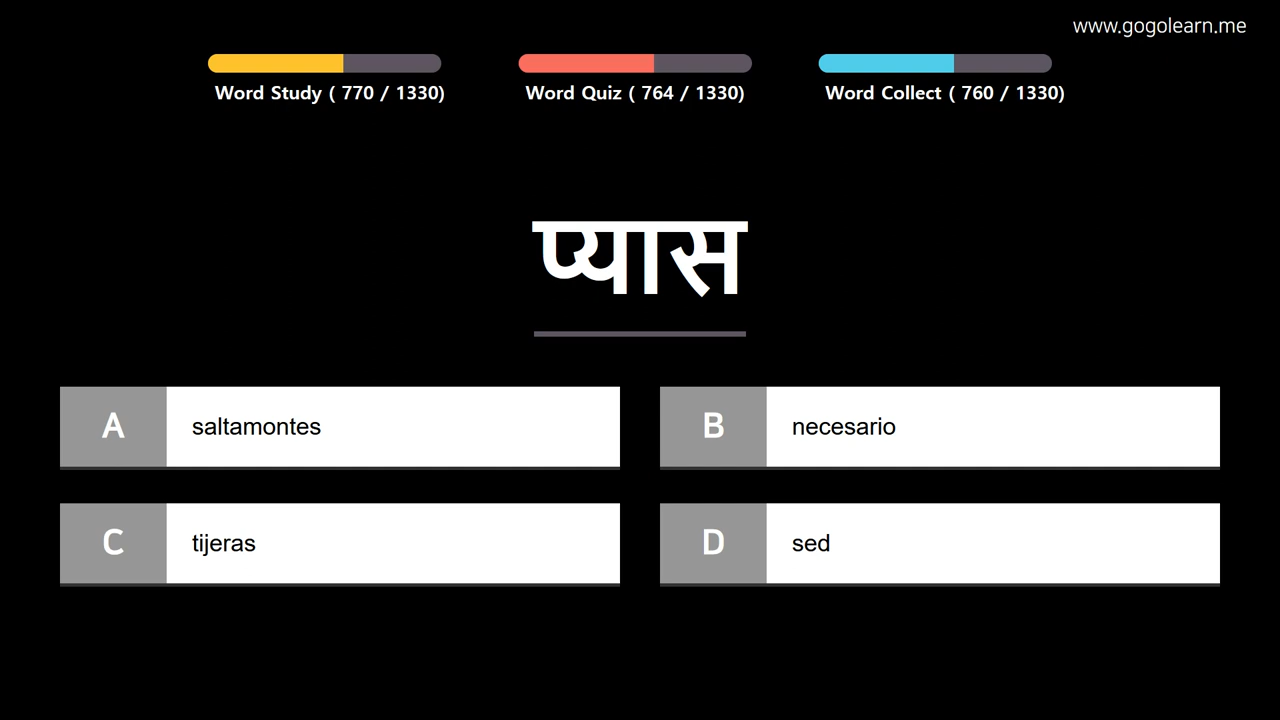 www.gogolearn.me
Word Study ( 770 / 1330)
Word Quiz ( 764 / 1330)
Word Collect ( 760 / 1330)
प्यास
A saltamontes
B necesario
C tijeras
D sed